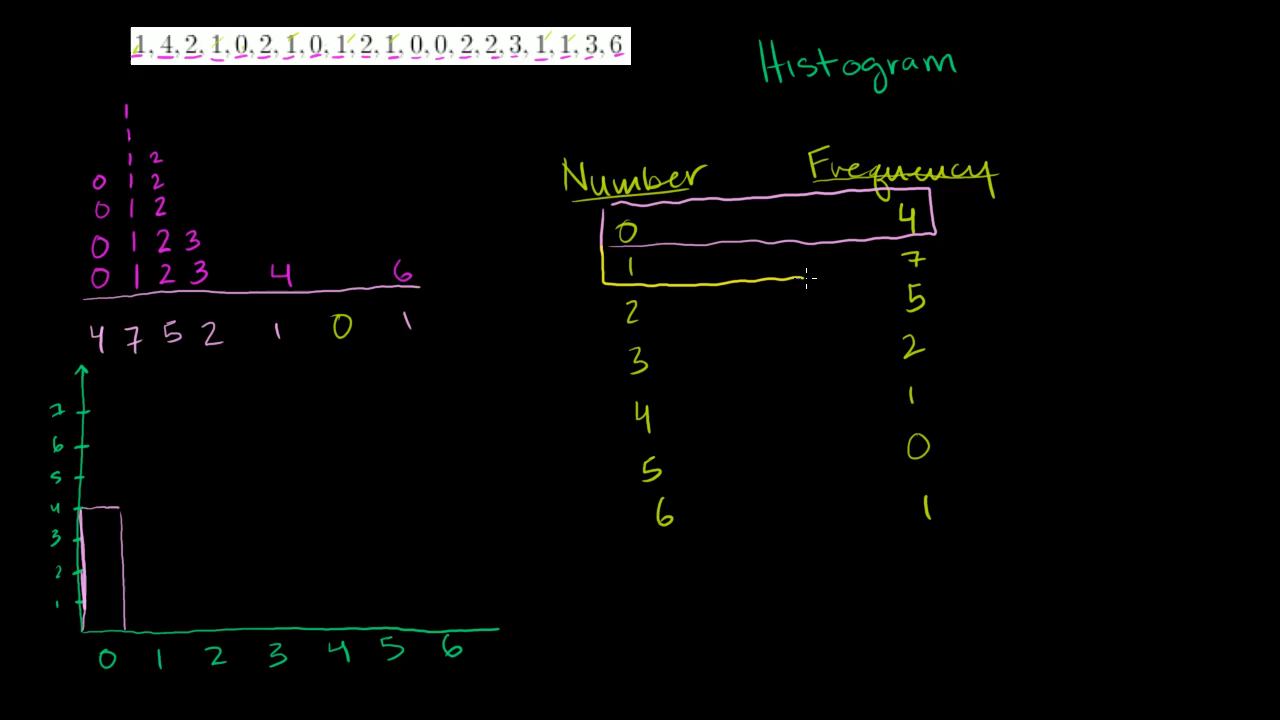 1, 4, 2, 1, 0, 2, 1, 0, 1, 2, 1, 0, 0, 2, 2, 3, 1, 1, 3, 6
Histogram
1
1
1 2
0 1 2
0 1 2
0 1 2 3
0 1 2 3 4 6
4 7 5 2 1 0 1
Number Frequency
0 4
1 7
2 5
3 2
4 1
5 0
6 1
7
6
5
4
3
2
1
0 1 2 3 4 5 6